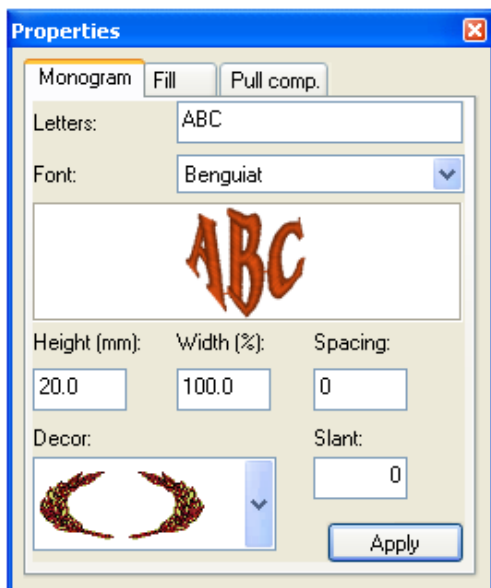 Properties
Monogram Fill Pull comp.
Letters: ABC
Font: Benguiat
ABC
Height (mm): Width (%): Spacing:
20.0 100.0 0
Decor: Slant:
0
Apply